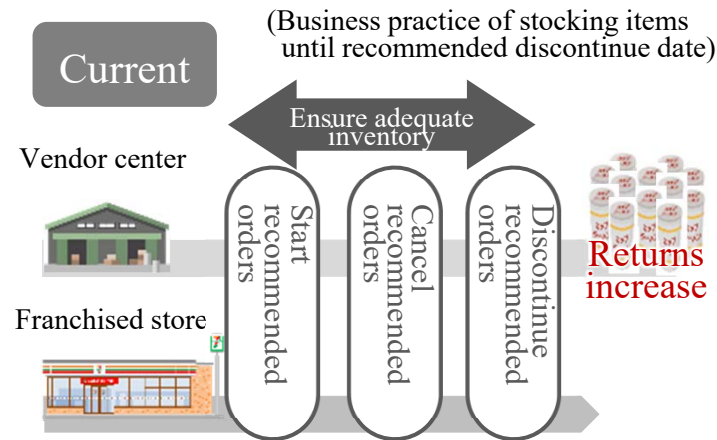 (Business practice of stocking items
until recommended discontinue date)
Current
Ensure adequate
inventory
Vendor center
Franchised store
Start
recommended
orders
Cancel
recommended
orders
Discontinue
recommended
orders
Returns
increase